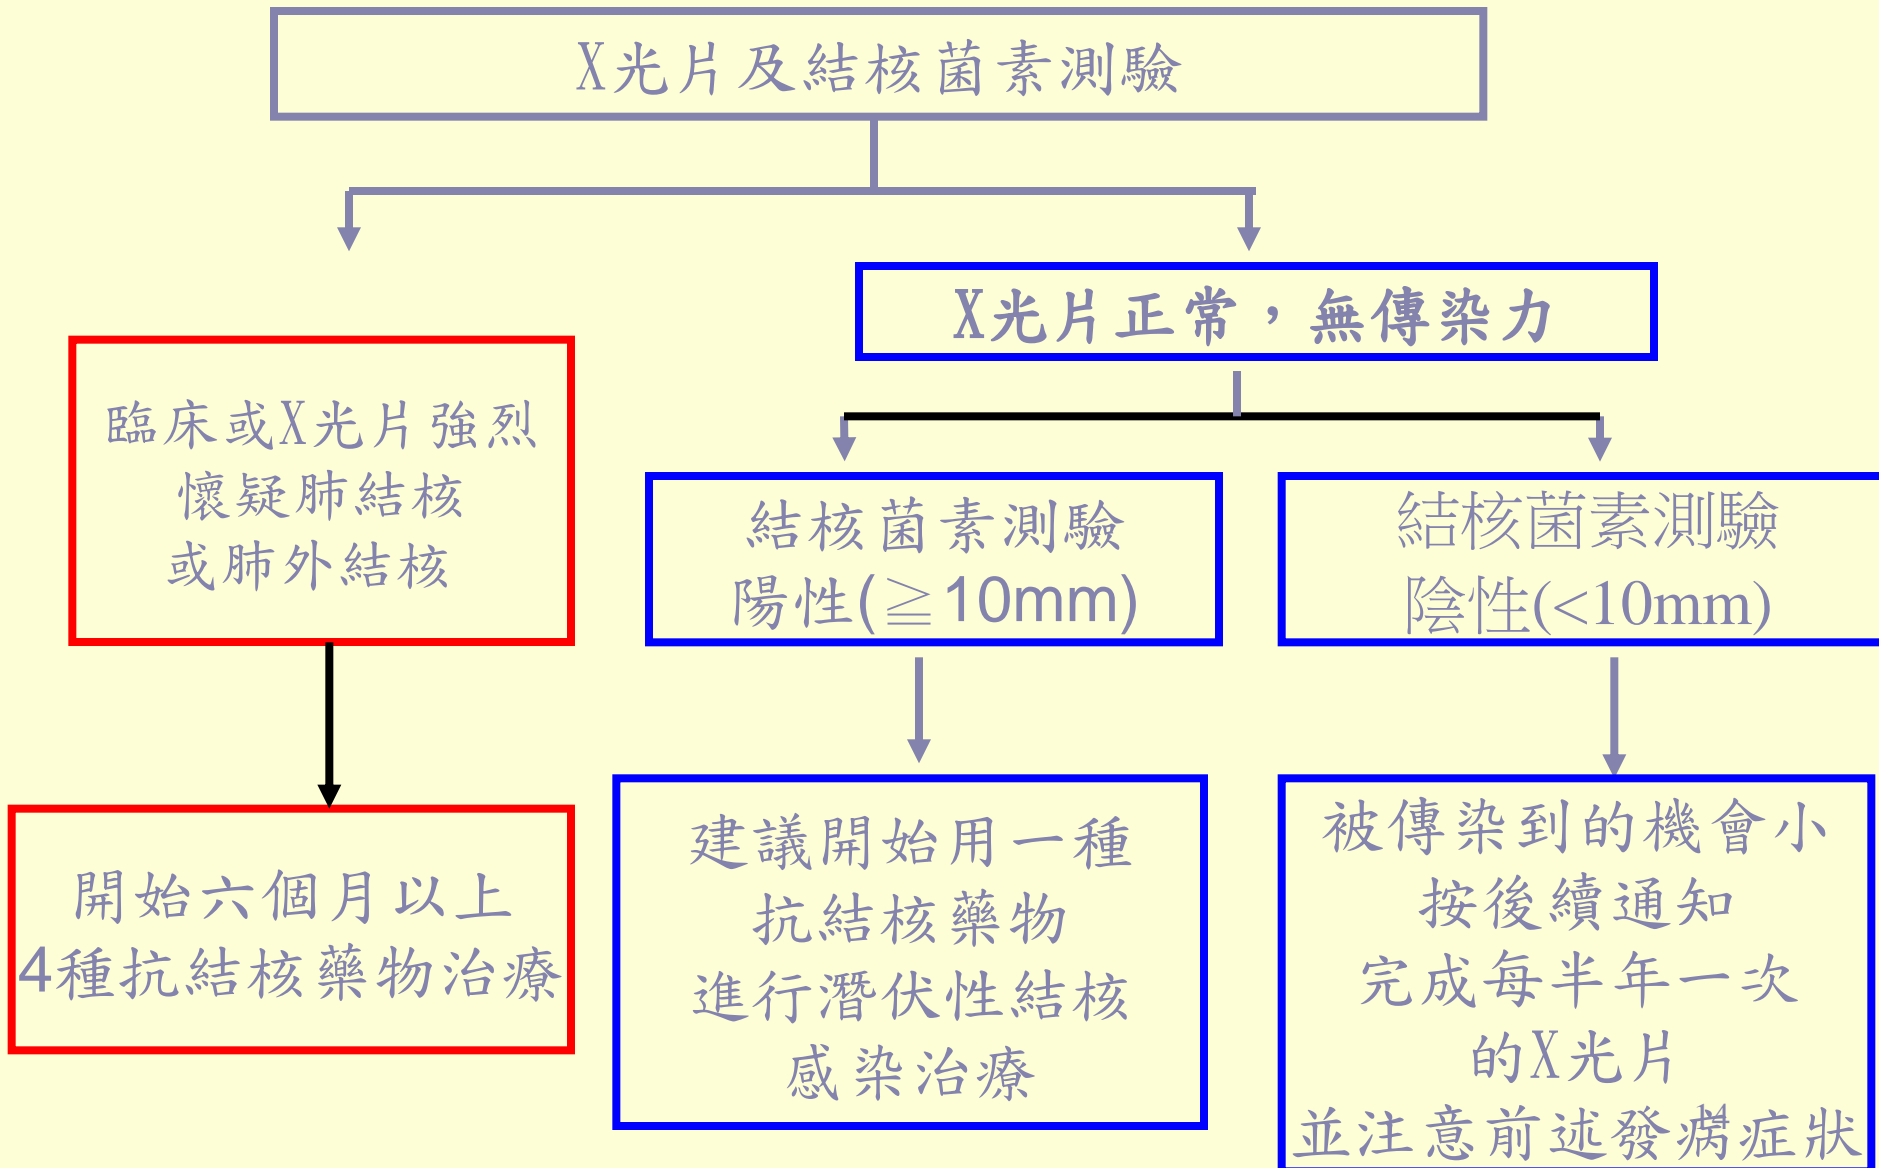 X光片及結核菌素測驗
X光片正常，無傳染力
臨床或X光片強烈
懷疑肺結核
或肺外結核
結核菌素測驗
陽性(≧10mm)
結核菌素測驗
陰性(<10mm)
開始六個月以上
4種抗結核藥物治療
建議開始用一種
抗結核藥物
進行潛伏性結核
感染治療
被傳染到的機會小
按後續通知
完成每半年一次
的X光片
並注意前述發病症狀
14